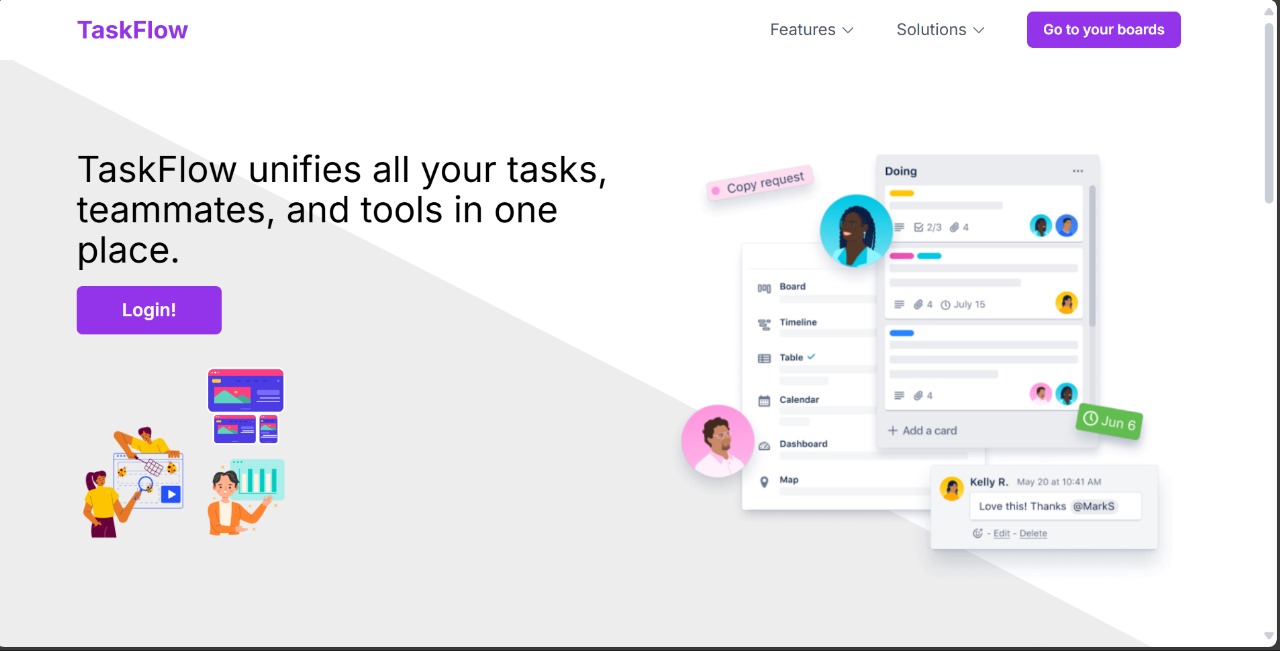 TaskFlow
Features
Solutions
Go to your boards
TaskFlow unifies all your tasks,
teammates, and tools in one
place.
Login!
Copy request
Doing
2/3
4
4
July 15
4
+ Add a card
Board
Timeline
Table
Calendar
Dashboard
Map
Jun 6
Kelly R. May 20 at 10:41 AM
Love this! Thanks @MarkS
- Edit - Delete